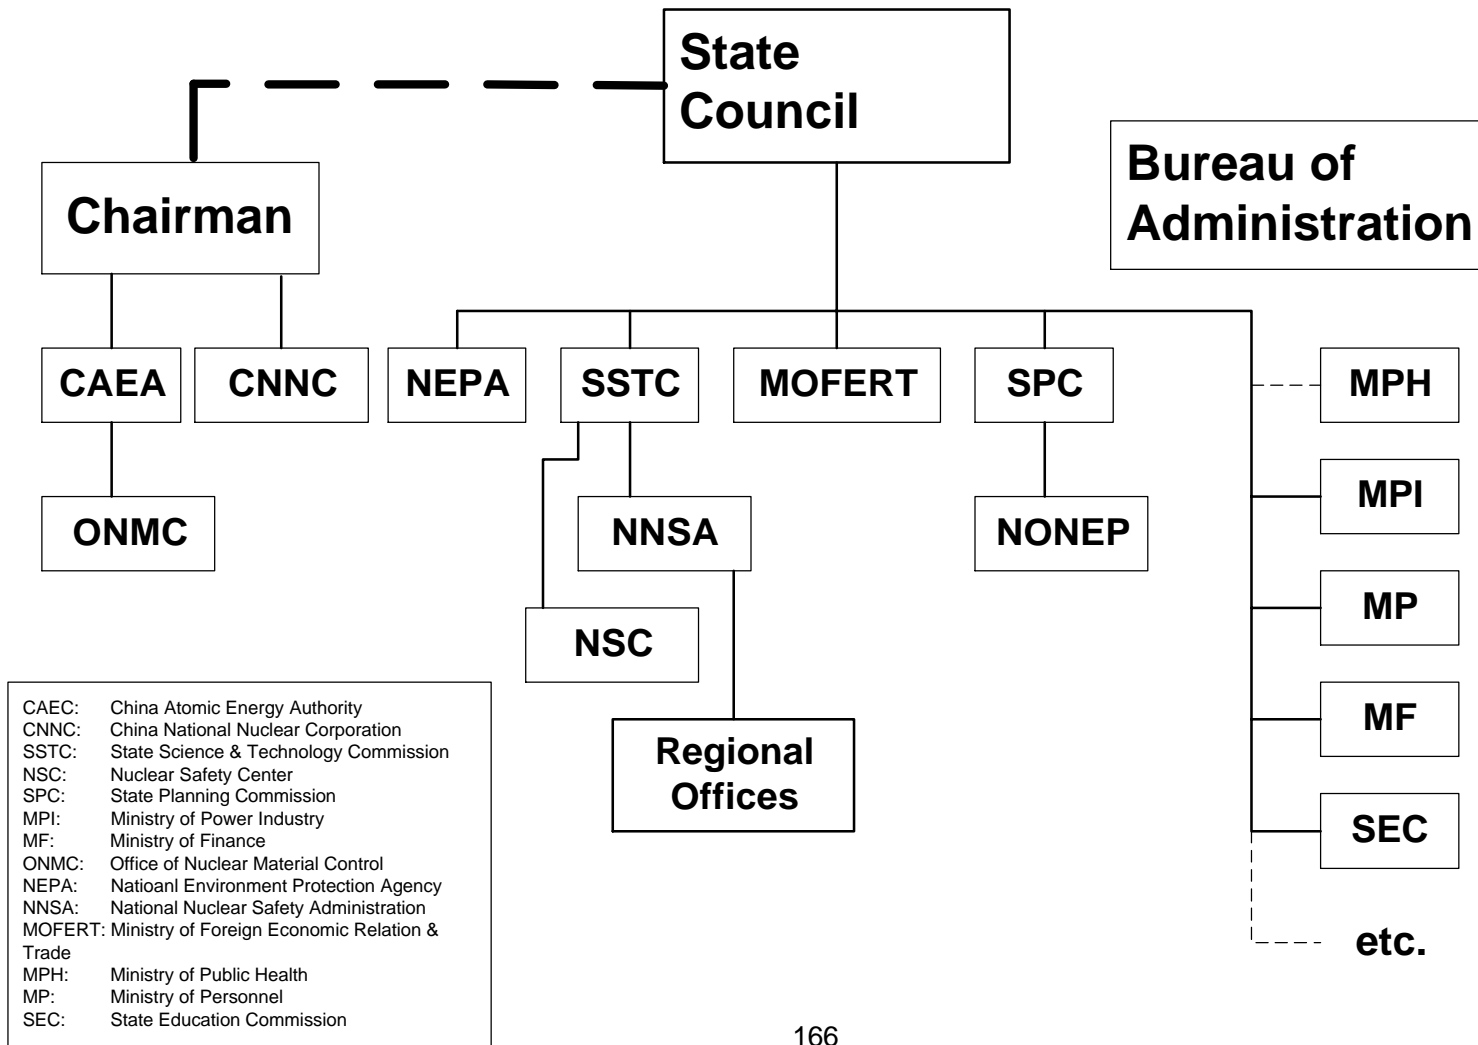 State
Council
Bureau of
Administration
Chairman
CAEA
CNNC
NEPA
SSTC
MOFERT
SPC
MPH
MPI
ONMC
NNSA
NONEP
MP
NSC
MF
Regional
Offices
SEC
etc.
CAEC: China Atomic Energy Authority
CNNC: China National Nuclear Corporation
SSTC: State Science & Technology Commission
NSC: Nuclear Safety Center
SPC: State Planning Commission
MPI: Ministry of Power Industry
MF: Ministry of Finance
ONMC: Office of Nuclear Material Control
NEPA: Natioanl Environment Protection Agency
NNSA: National Nuclear Safety Administration
MOFERT: Ministry of Foreign Economic Relation &
Trade
MPH: Ministry of Public Health
MP: Ministry of Personnel
SEC: State Education Commission
166